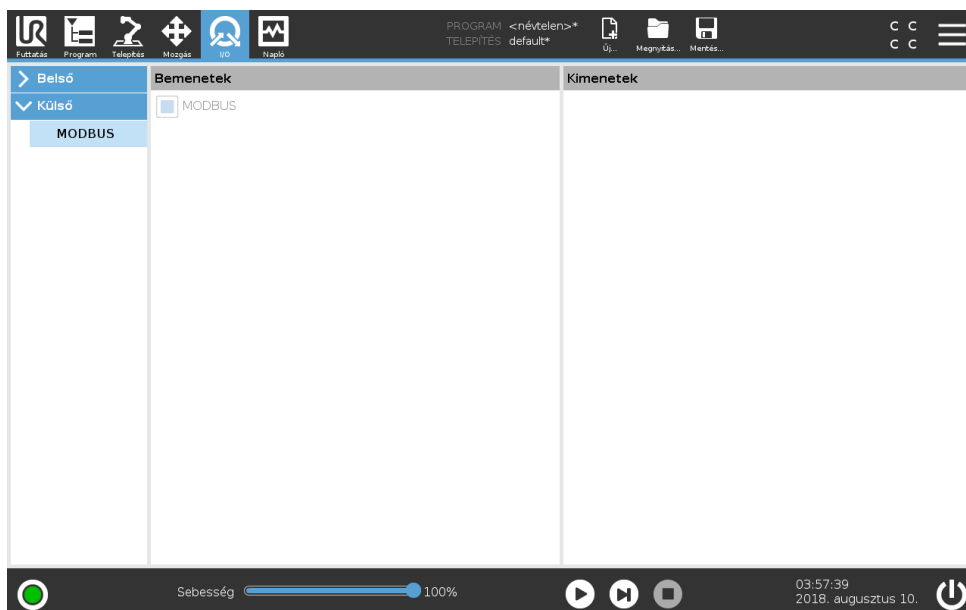 PROGRAM <névtelen>*
TELEPÍTÉS default*
Futtatás Program Telepítés Mozgás I/O Napló Új... Megnyitás... Mentés...
C C
C C
Belső
Külső
MODBUS
Bemenetek
MODBUS
Kimenetek
Sebesség 100%
03:57:39
2018. augusztus 10.